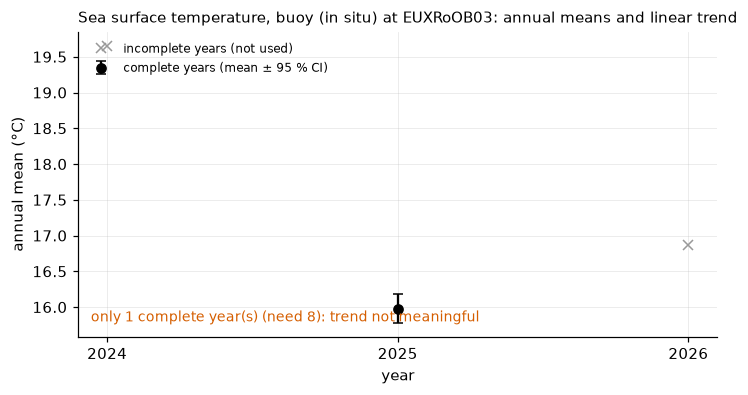 Sea surface temperature, buoy (in situ) at EUXRoOB03: annual means and linear trend
incomplete years (not used)
complete years (mean ± 95 % CI)
19.5
19.0
18.5
18.0
17.5
17.0
16.5
16.0
annual mean (°C)
only 1 complete year(s) (need 8): trend not meaningful
2024
2025
2026
year